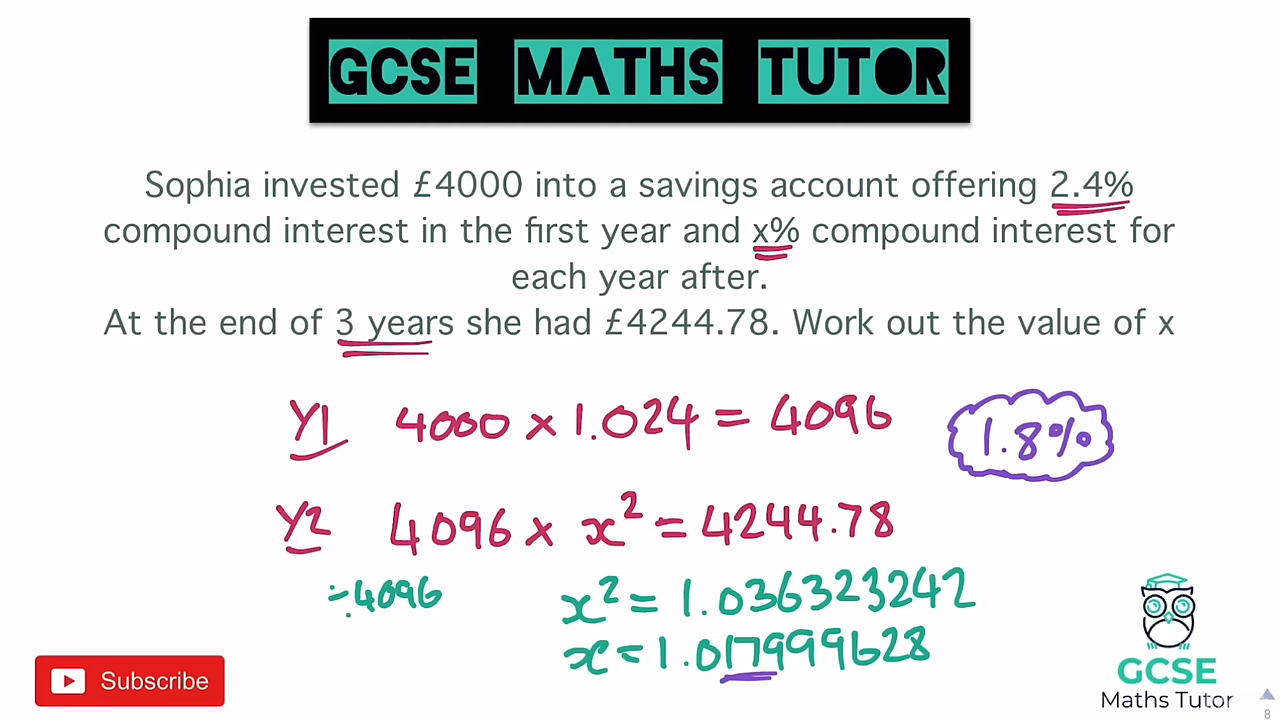 GCSE MATHS TUTOR
Sophia invested £4000 into a savings account offering 2.4%
compound interest in the first year and x% compound interest for
each year after.
At the end of 3 years she had £4244.78. Work out the value of x
Y1 4000 × 1.024 = 4096
1.8%
Y2 4096 × x² = 4244.78
÷4096 x² = 1.036323242
x = 1.017999628
Subscribe
GCSE
Maths Tutor
8